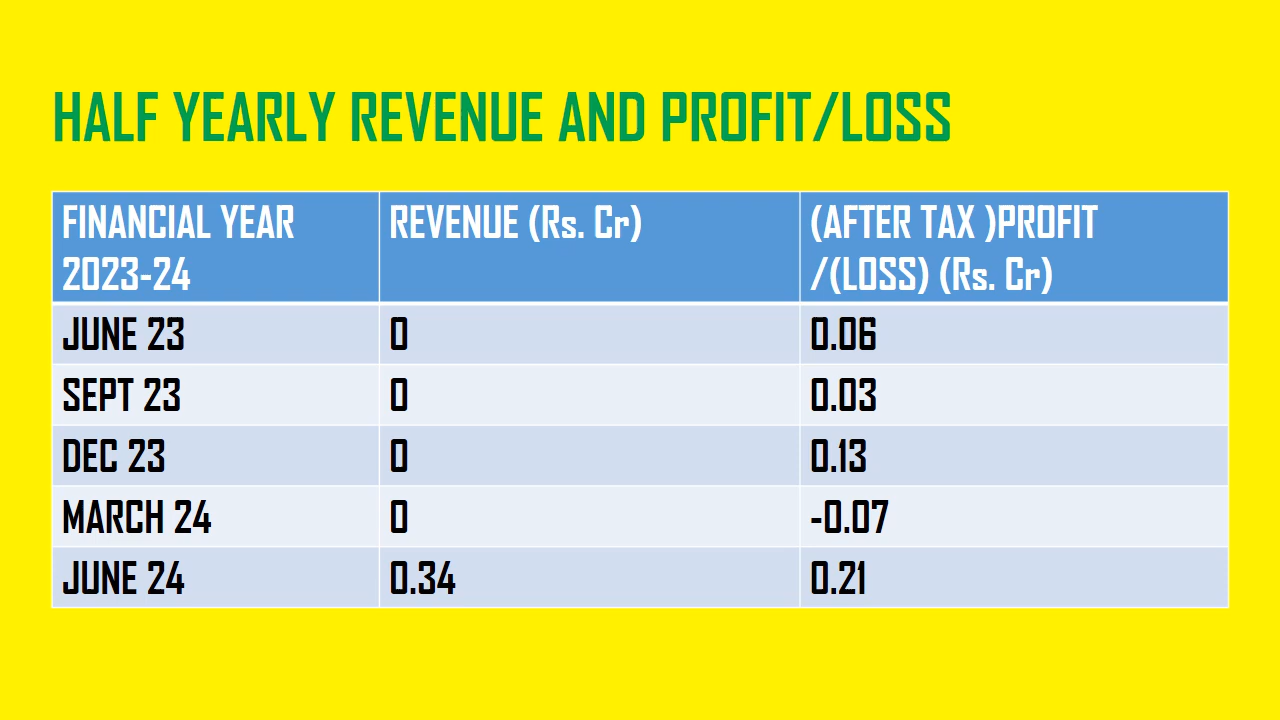 HALF YEARLY REVENUE AND PROFIT/LOSS
FINANCIAL YEAR
2023-24
REVENUE (Rs. Cr)
(AFTER TAX )PROFIT
/(LOSS) (Rs. Cr)
JUNE 23 0 0.06
SEPT 23 0 0.03
DEC 23 0 0.13
MARCH 24 0 -0.07
JUNE 24 0.34 0.21